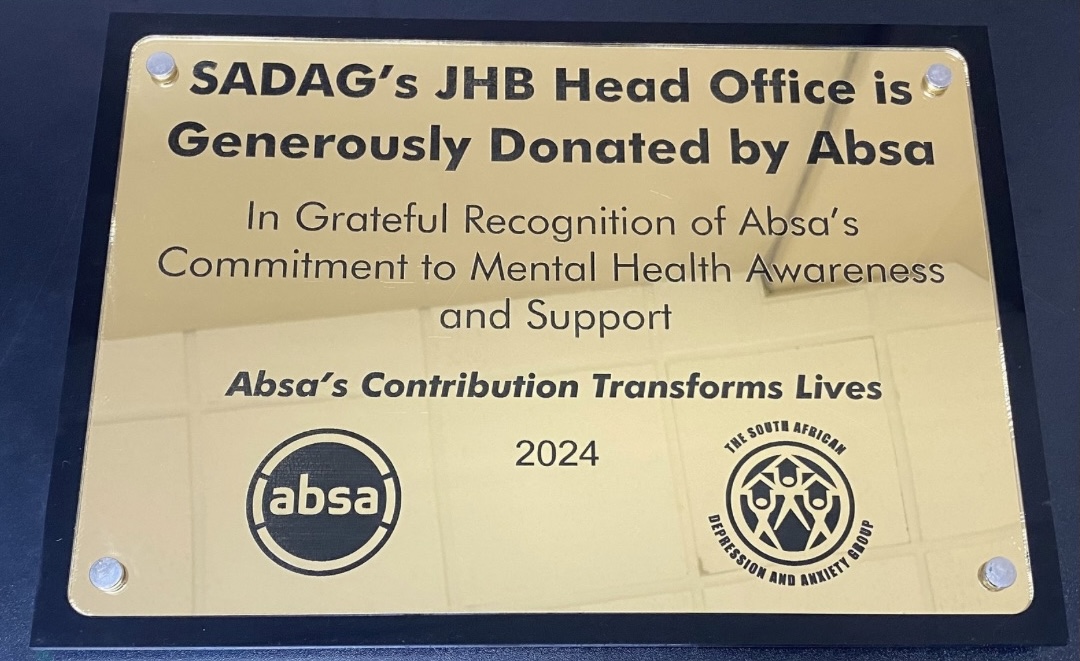 SADAG's JHB Head Office is
Generously Donated by Absa
In Grateful Recognition of Absa's
Commitment to Mental Health Awareness
and Support
Absa's Contribution Transforms Lives
2024
absa
THE SOUTH AFRICAN
DEPRESSION AND ANXIETY GROUP